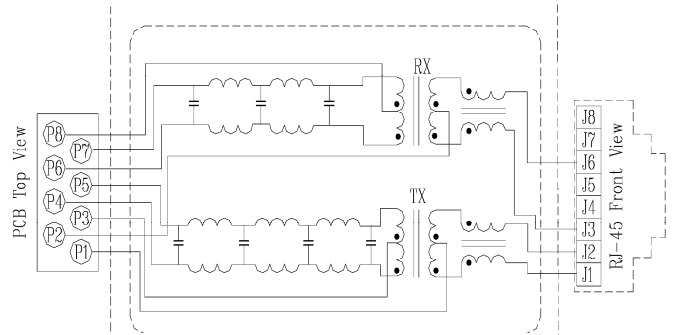 RX
TX
PCB Top View
P8
P7
P6
P5
P4
P3
P2
P1
J8
J7
J6
J5
J4
J3
J2
J1
RJ-45 Front View